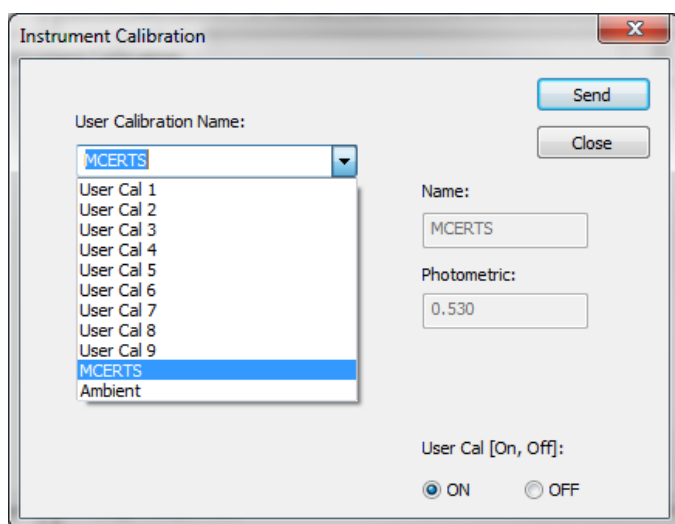 Instrument Calibration
Send
User Calibration Name:
Close
MCERTS
User Cal 1
User Cal 2
User Cal 3
User Cal 4
User Cal 5
User Cal 6
User Cal 7
User Cal 8
User Cal 9
MCERTS
Ambient
Name:
MCERTS
Photometric:
0.530
User Cal [On, Off]:
ON OFF